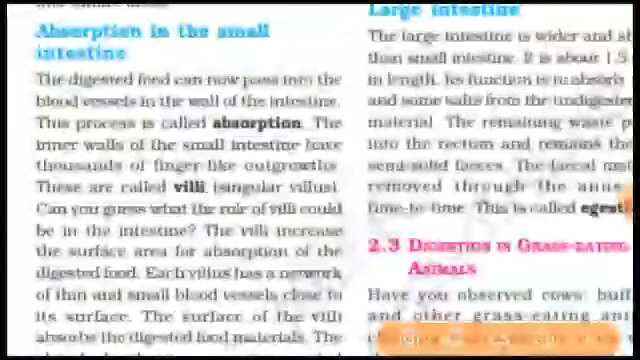 Absorption in the small
intestine
The digested food can now pass into the
blood vessels in the wall of the intestine.
This process is called absorption. The
inner walls of the small intestine have
thousands of finger-like outgrowths.
These are called villi (singular villus).
Can you guess what the role of villi could
be in the intestine? The villi increase
the surface area for absorption of the
digested food. Each villus has a network
of thin and small blood vessels close to
its surface. The surface of the villi
absorbs the digested food materials. The
Large intestine
The large intestine is wider and
than small intestine. It is about 1.5
in length. Its function is to absorb
and some salts from the undigested
material. The remaining waste
into the rectum and remains
semi-solid faeces. The faecal
removed through the anus
time-to-time. This is called
2.3 DIGESTION IN GRASS-EATING
ANIMALS
Have you observed cows,
and other grass-eating